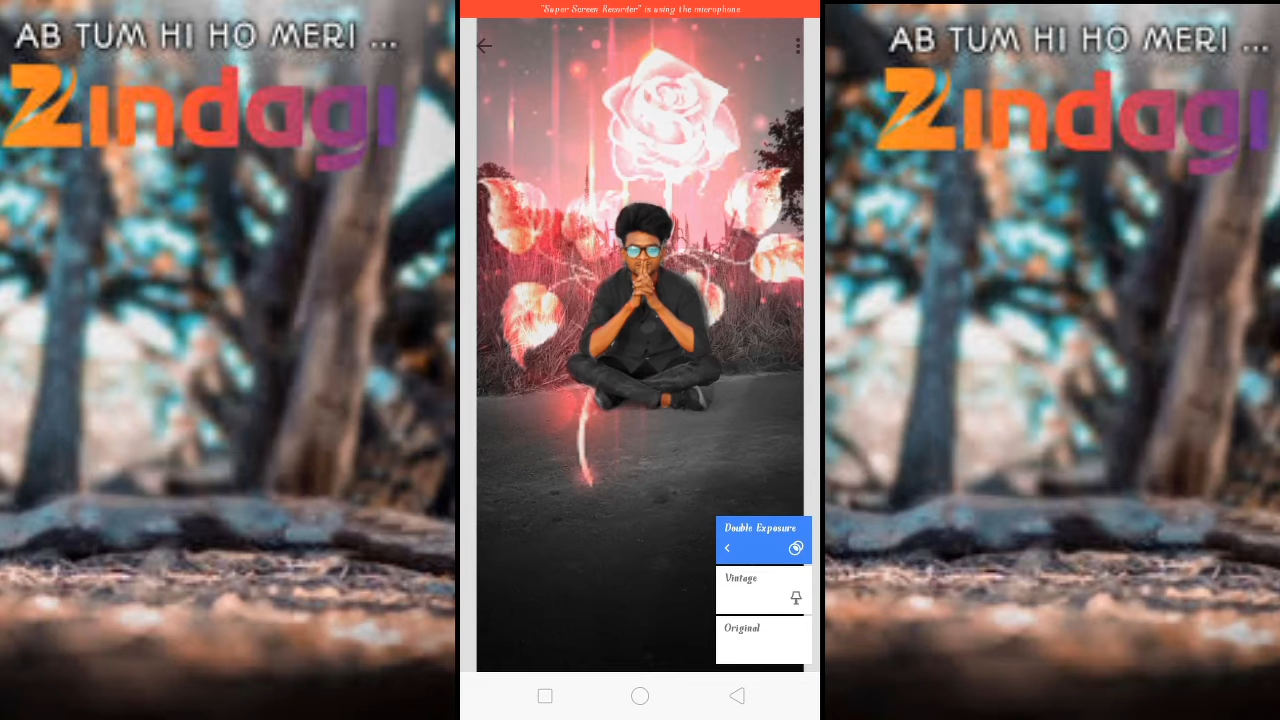 AB TUM HI HO MERI ...
Zindagi
"Super Screen Recorder" is using the microphone
Double Exposure
Vintage
Original
AB TUM HI HO MERI ...
Zindagi